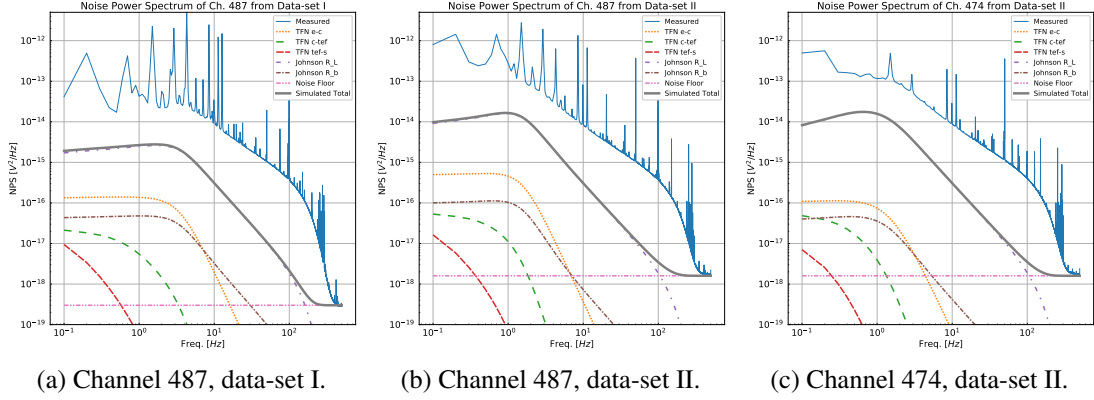 Noise Power Spectrum of Ch. 487 from Data-set I
NPS [V²/Hz]
10⁻¹²
10⁻¹³
10⁻¹⁴
10⁻¹⁵
10⁻¹⁶
10⁻¹⁷
10⁻¹⁸
10⁻¹⁹
10⁻¹ 10⁰ 10¹ 10²
Freq. [Hz]
Measured
TFN e-c
TFN c-tef
TFN tef-s
Johnson R_L
Johnson R_b
Noise Floor
Simulated Total
(a) Channel 487, data-set I.
Noise Power Spectrum of Ch. 487 from Data-set II
NPS [V²/Hz]
10⁻¹²
10⁻¹³
10⁻¹⁴
10⁻¹⁵
10⁻¹⁶
10⁻¹⁷
10⁻¹⁸
10⁻¹⁹
10⁻¹ 10⁰ 10¹ 10²
Freq. [Hz]
Measured
TFN e-c
TFN c-tef
TFN tef-s
Johnson R_L
Johnson R_b
Noise Floor
Simulated Total
(b) Channel 487, data-set II.
Noise Power Spectrum of Ch. 474 from Data-set II
NPS [V²/Hz]
10⁻¹²
10⁻¹³
10⁻¹⁴
10⁻¹⁵
10⁻¹⁶
10⁻¹⁷
10⁻¹⁸
10⁻¹⁹
10⁻¹ 10⁰ 10¹ 10²
Freq. [Hz]
Measured
TFN e-c
TFN c-tef
TFN tef-s
Johnson R_L
Johnson R_b
Noise Floor
Simulated Total
(c) Channel 474, data-set II.